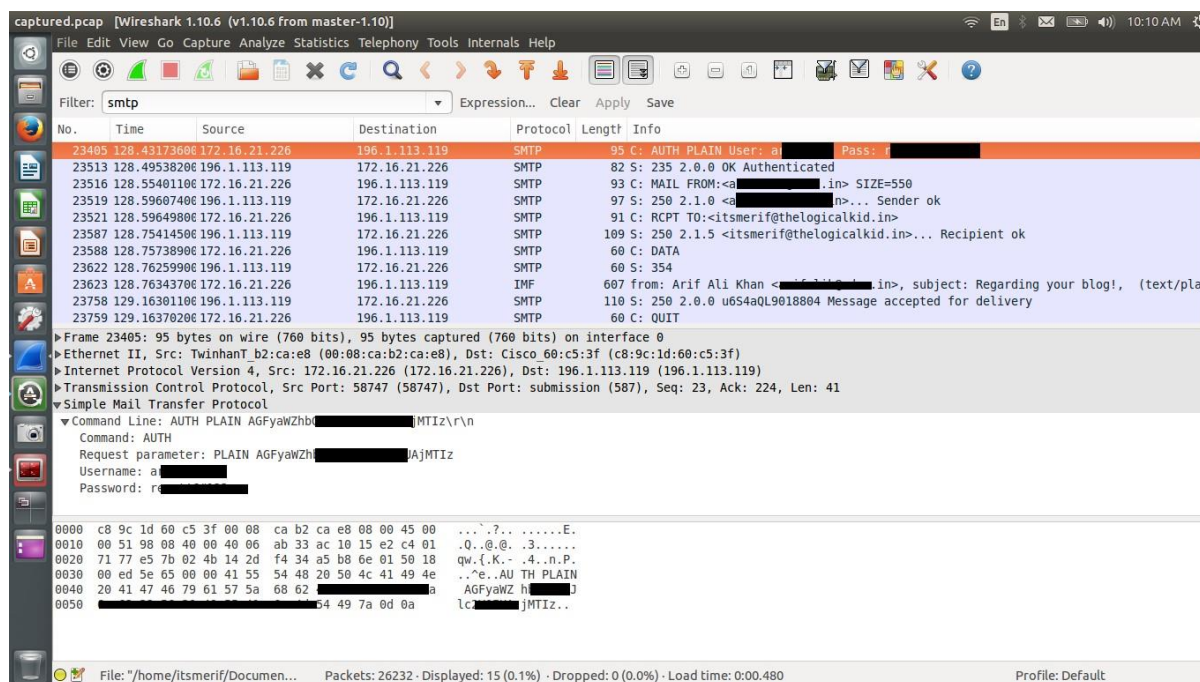 captured.pcap [Wireshark 1.10.6 (v1.10.6 from master-1.10)]
En
10:10 AM
File Edit View Go Capture Analyze Statistics Telephony Tools Internals Help
Filter: smtp Expression... Clear Apply Save
No. Time Source Destination Protocol Length Info
23405 128.43173600 172.16.21.226 196.1.113.119 SMTP 95 C: AUTH PLAIN User: a Pass: r
23513 128.49538200 196.1.113.119 172.16.21.226 SMTP 82 S: 235 2.0.0 OK Authenticated
23516 128.55401100 172.16.21.226 196.1.113.119 SMTP 93 C: MAIL FROM:<a .in> SIZE=550
23519 128.59607400 196.1.113.119 172.16.21.226 SMTP 97 S: 250 2.1.0 <a n>... Sender ok
23521 128.59649800 172.16.21.226 196.1.113.119 SMTP 91 C: RCPT TO:<itsmerif@thelogicalkid.in>
23587 128.75414500 196.1.113.119 172.16.21.226 SMTP 109 S: 250 2.1.5 <itsmerif@thelogicalkid.in>... Recipient ok
23588 128.75738900 172.16.21.226 196.1.113.119 SMTP 60 C: DATA
23622 128.76259900 196.1.113.119 172.16.21.226 SMTP 60 S: 354
23623 128.76343700 172.16.21.226 196.1.113.119 IMF 607 from: Arif Ali Khan < .in>, subject: Regarding your blog!, (text/pla
23758 129.16301100 196.1.113.119 172.16.21.226 SMTP 110 S: 250 2.0.0 u6S4aQL9018804 Message accepted for delivery
23759 129.16370200 172.16.21.226 196.1.113.119 SMTP 60 C: QUIT
Frame 23405: 95 bytes on wire (760 bits), 95 bytes captured (760 bits) on interface 0
Ethernet II, Src: TwinhanT_b2:ca:e8 (00:08:ca:b2:ca:e8), Dst: Cisco_60:c5:3f (c8:9c:1d:60:c5:3f)
Internet Protocol Version 4, Src: 172.16.21.226 (172.16.21.226), Dst: 196.1.113.119 (196.1.113.119)
Transmission Control Protocol, Src Port: 58747 (58747), Dst Port: submission (587), Seq: 23, Ack: 224, Len: 41
Simple Mail Transfer Protocol
Command Line: AUTH PLAIN AGFyaWZhb jMTIz\r\n
Command: AUTH
Request parameter: PLAIN AGFyaWZh AjMTIz
Username: a
Password: r
0000 c8 9c 1d 60 c5 3f 00 08 ca b2 ca e8 08 00 45 00 ...`.?.. ......E.
0010 00 51 98 08 40 00 40 06 ab 33 ac 10 15 e2 c4 01 .Q..@.@. .3......
0020 71 77 e5 7b 02 4b 14 2d f4 34 a5 b8 6e 01 50 18 qw.{.K.- .4..n.P.
0030 00 ed 5e 65 00 00 41 55 54 48 20 50 4c 41 49 4e ..^e..AU TH PLAIN
0040 20 41 47 46 79 61 57 5a 68 62 a AGFyaWZ h J
0050 54 49 7a 0d 0a lc jMTIz..
File: "/home/itsmerif/Documen... Packets: 26232 · Displayed: 15 (0.1%) · Dropped: 0 (0.0%) · Load time: 0:00.480 Profile: Default